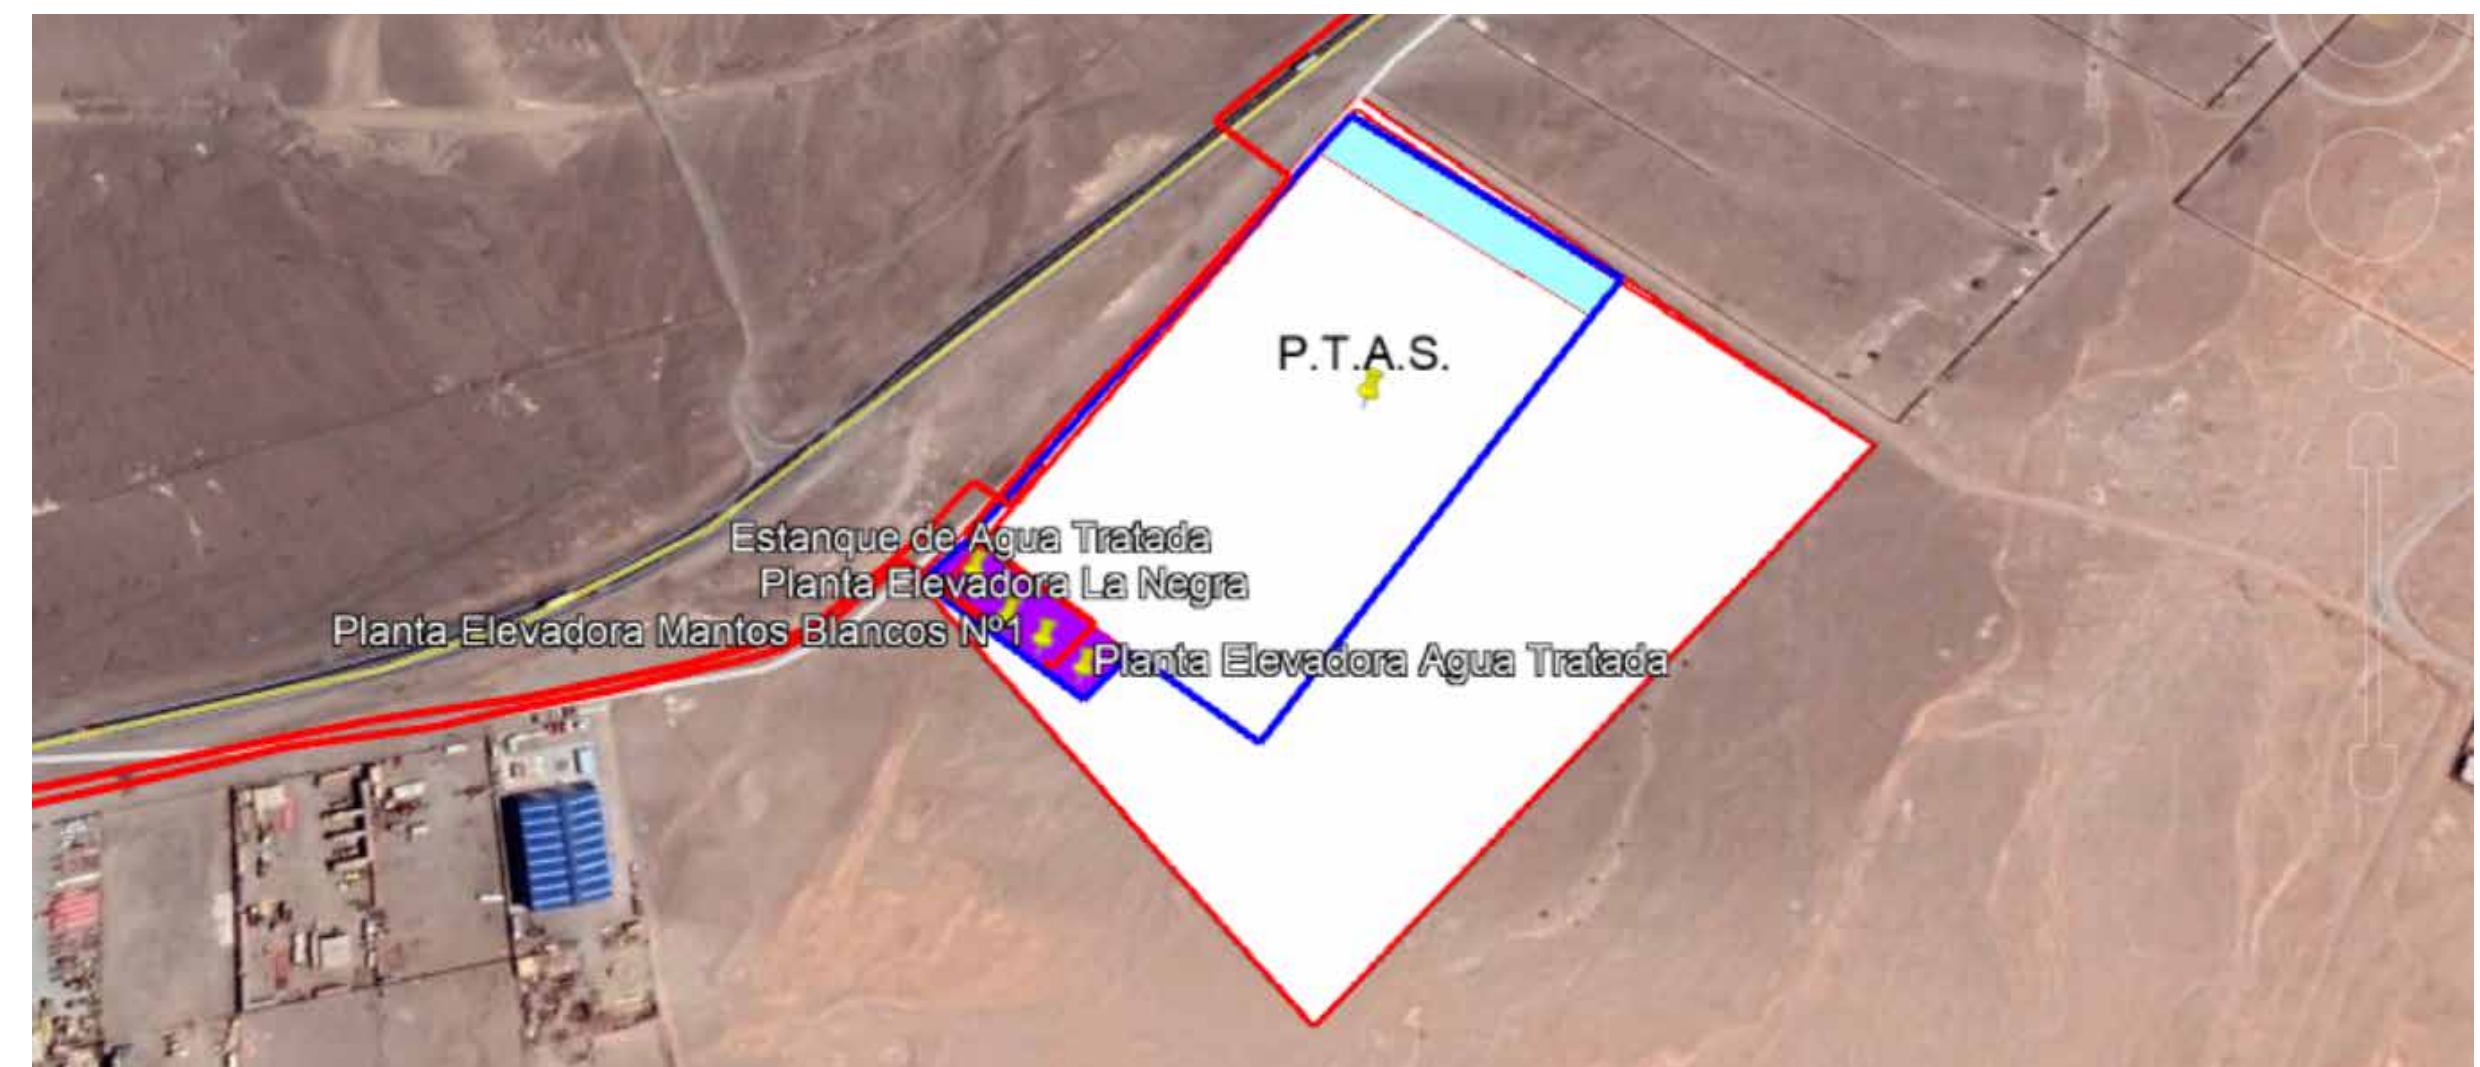 P.T.A.S.
Estanque de Agua Tratada
Planta Elevadora La Negra
Planta Elevadora Mantos Blancos Nº1
Planta Elevadora Agua Tratada